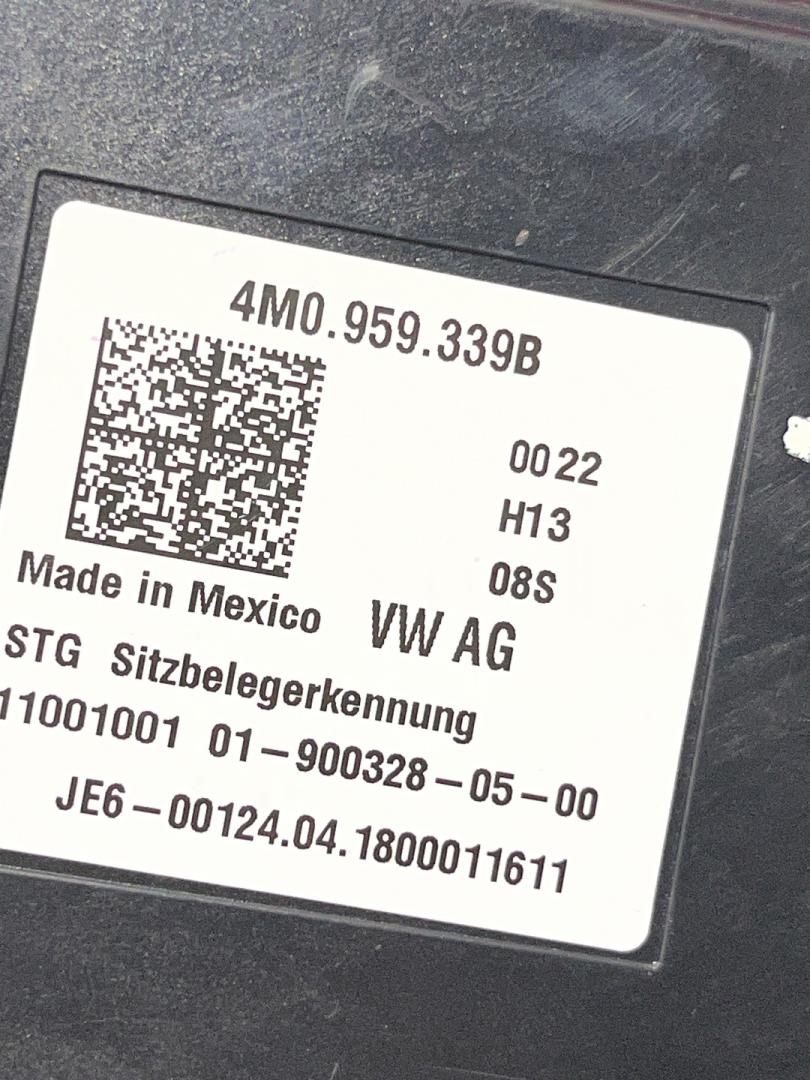 4M0.959.339B
0022
H13
08S
Made in Mexico VW AG
STG Sitzbelegerkennung
11001001 01-900328-05-00
JE6-00124.04.1800011611